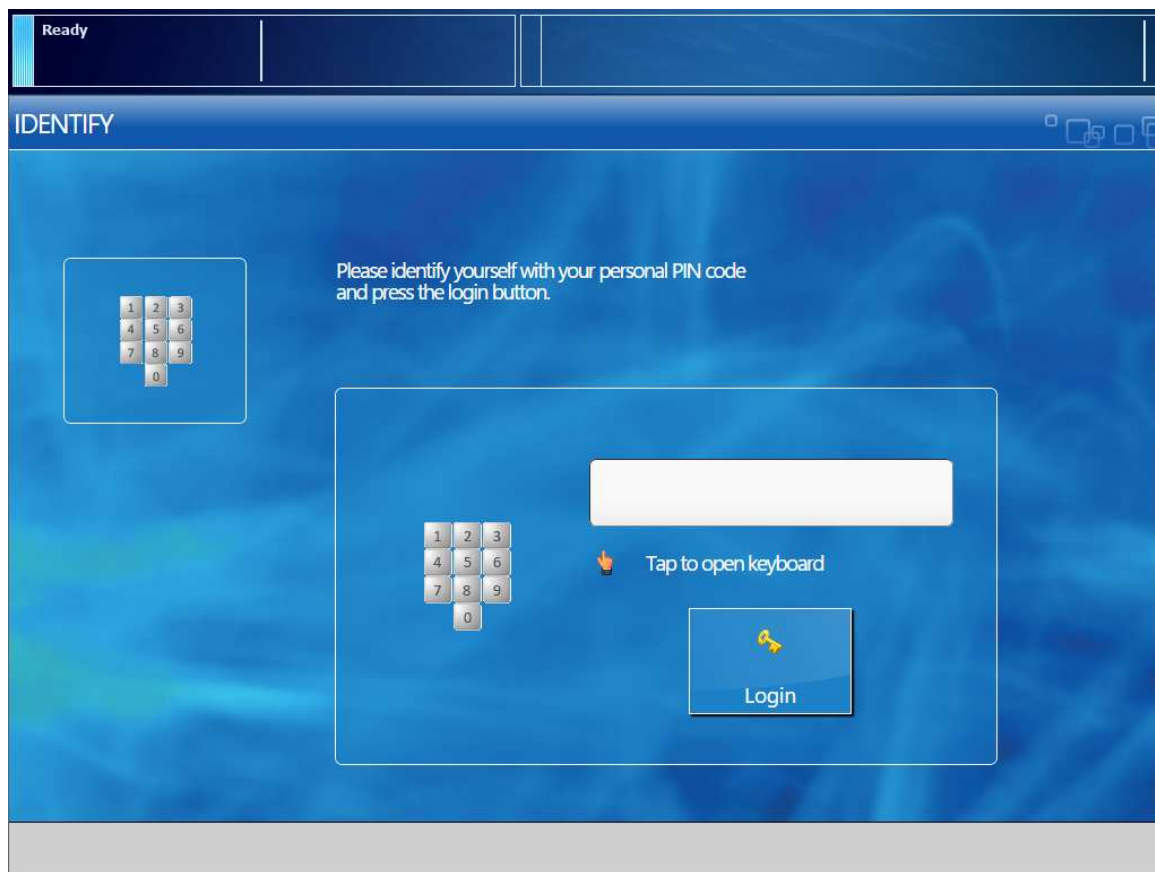 Ready
IDENTIFY
Please identify yourself with your personal PIN code
and press the login button.
1 2 3
4 5 6
7 8 9
0
1 2 3
4 5 6
7 8 9
0
Tap to open keyboard
Login